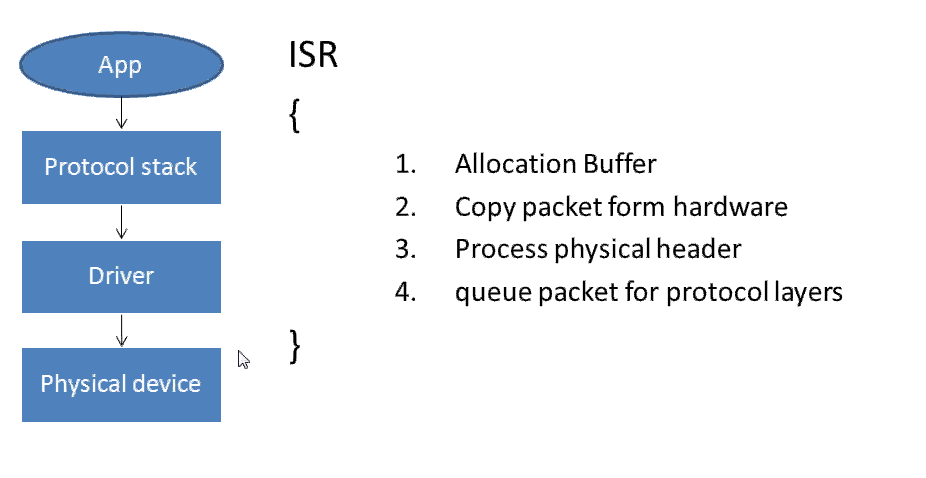 App
Protocol stack
Driver
Physical device
ISR
{
1. Allocation Buffer
2. Copy packet form hardware
3. Process physical header
4. queue packet for protocol layers
}